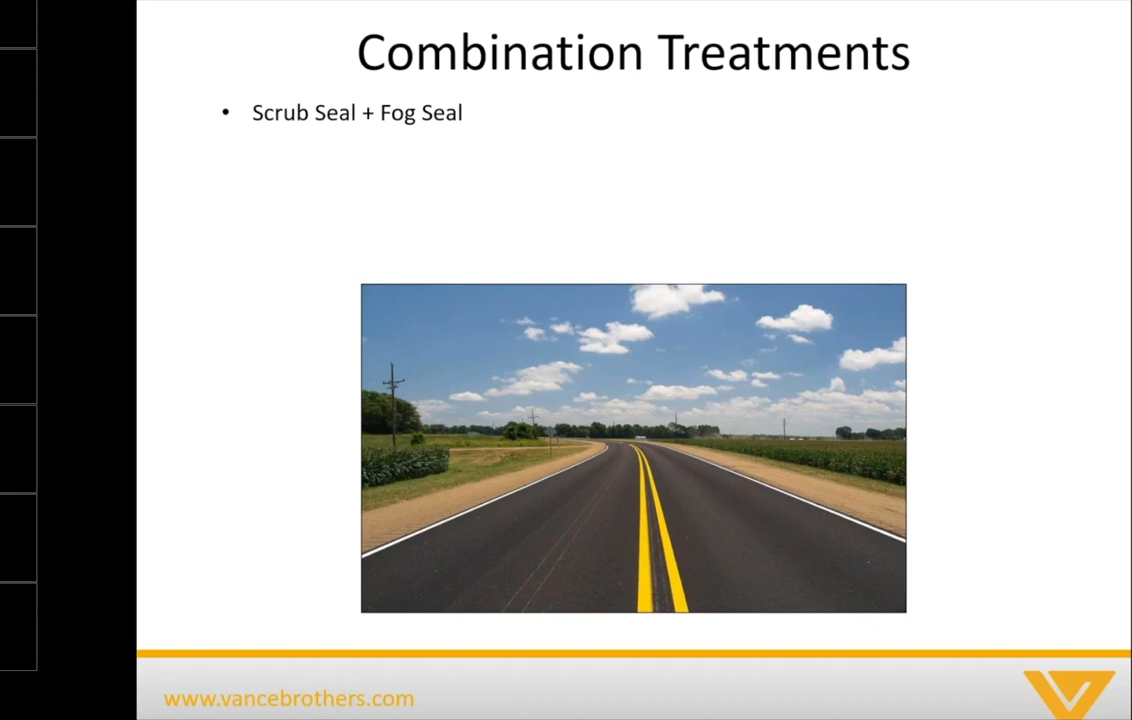 Combination Treatments
• Scrub Seal + Fog Seal
www.vancebrothers.com